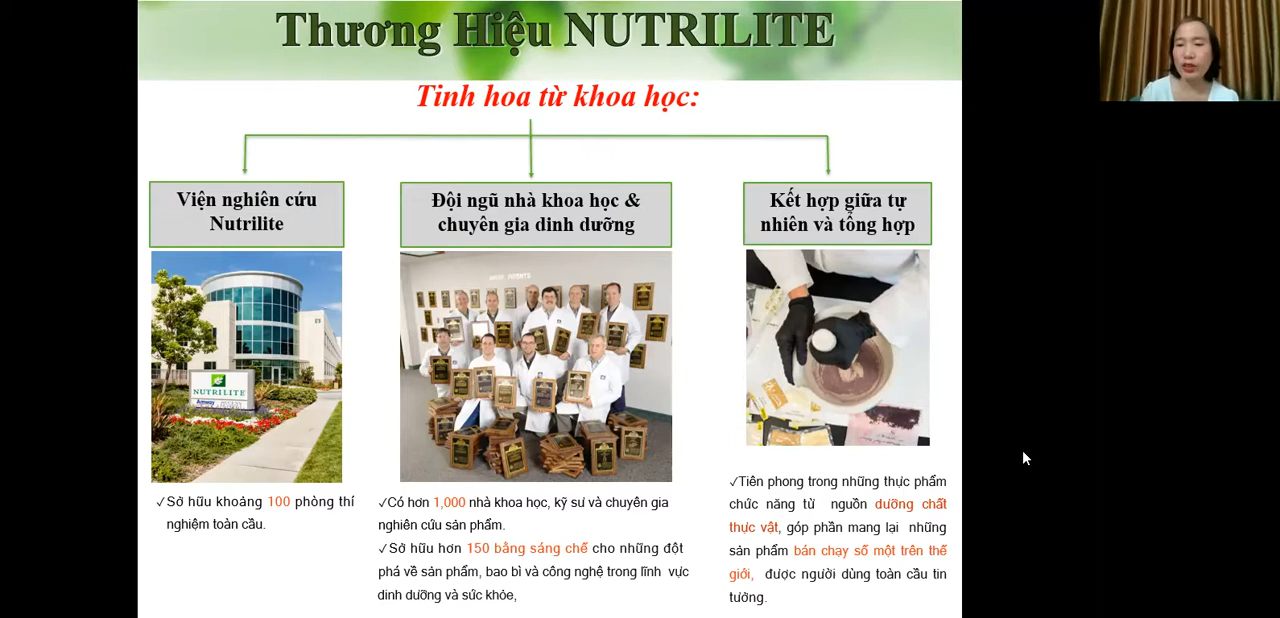 Thương Hiệu NUTRILITE
Tinh hoa từ khoa học:
Viện nghiên cứu
Nutrilite
Đội ngũ nhà khoa học &
chuyên gia dinh dưỡng
Kết hợp giữa tự
nhiên và tổng hợp
NUTRILITE
Amway
✓Sở hữu khoảng 100 phòng thí
nghiệm toàn cầu.
✓Có hơn 1,000 nhà khoa học, kỹ sư và chuyên gia
nghiên cứu sản phẩm.
✓Sở hữu hơn 150 bằng sáng chế cho những đột
phá về sản phẩm, bao bì và công nghệ trong lĩnh vực
dinh dưỡng và sức khỏe,
✓Tiên phong trong những thực phẩm
chức năng từ nguồn dưỡng chất
thực vật, góp phần mang lại những
sản phẩm bán chạy số một trên thế
giới, được người dùng toàn cầu tin
tưởng.